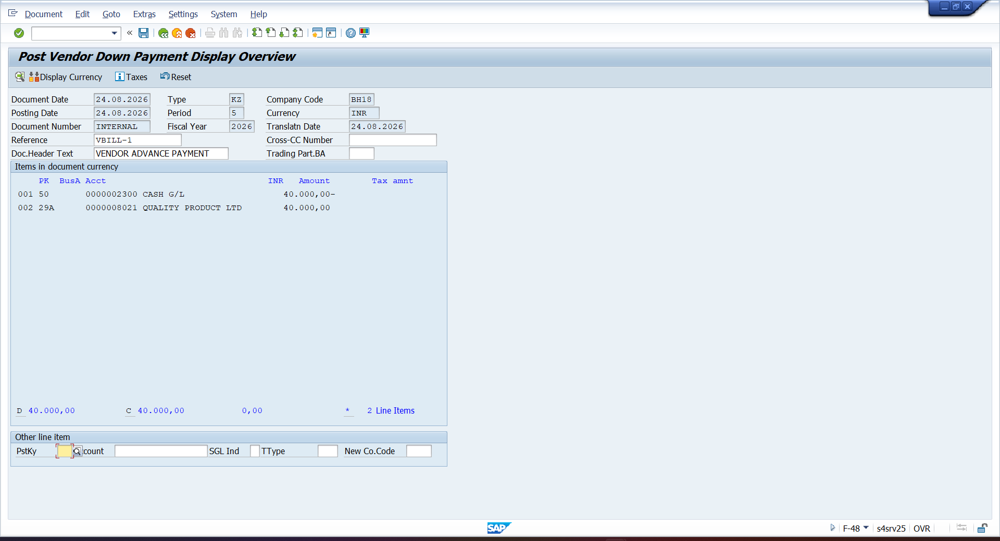 Document Edit Goto Extras Settings System Help
Post Vendor Down Payment Display Overview
Display Currency Taxes Reset
Document Date 24.08.2026 Type KZ Company Code BH18
Posting Date 24.08.2026 Period 5 Currency INR
Document Number INTERNAL Fiscal Year 2026 Translatn Date 24.08.2026
Reference VBILL-1 Cross-CC Number
Doc.Header Text VENDOR ADVANCE PAYMENT Trading Part.BA
Items in document currency
PK BusA Acct INR Amount Tax amnt
001 50 0000002300 CASH G/L 40.000,00-
002 29A 0000008021 QUALITY PRODUCT LTD 40.000,00
D 40.000,00 C 40.000,00 0,00 * 2 Line Items
Other line item
PstKy count SGL Ind TType New Co.Code
SAP F-48 s4srv25 OVR